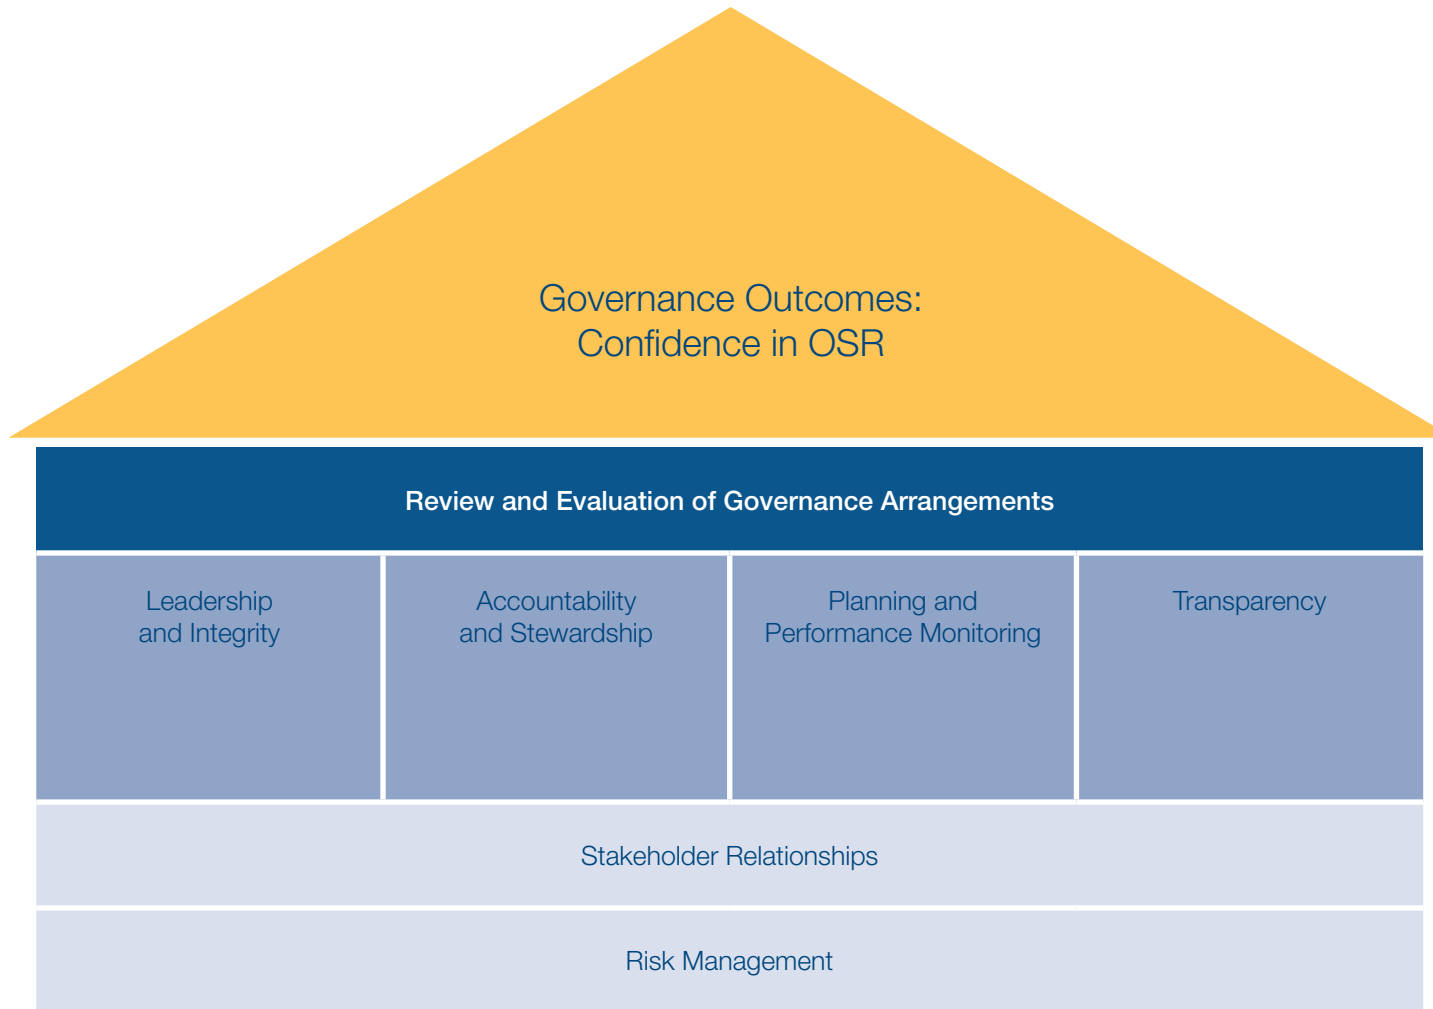 Governance Outcomes:
Confidence in OSR
Review and Evaluation of Governance Arrangements
Leadership
and Integrity
Accountability
and Stewardship
Planning and
Performance Monitoring
Transparency
Stakeholder Relationships
Risk Management